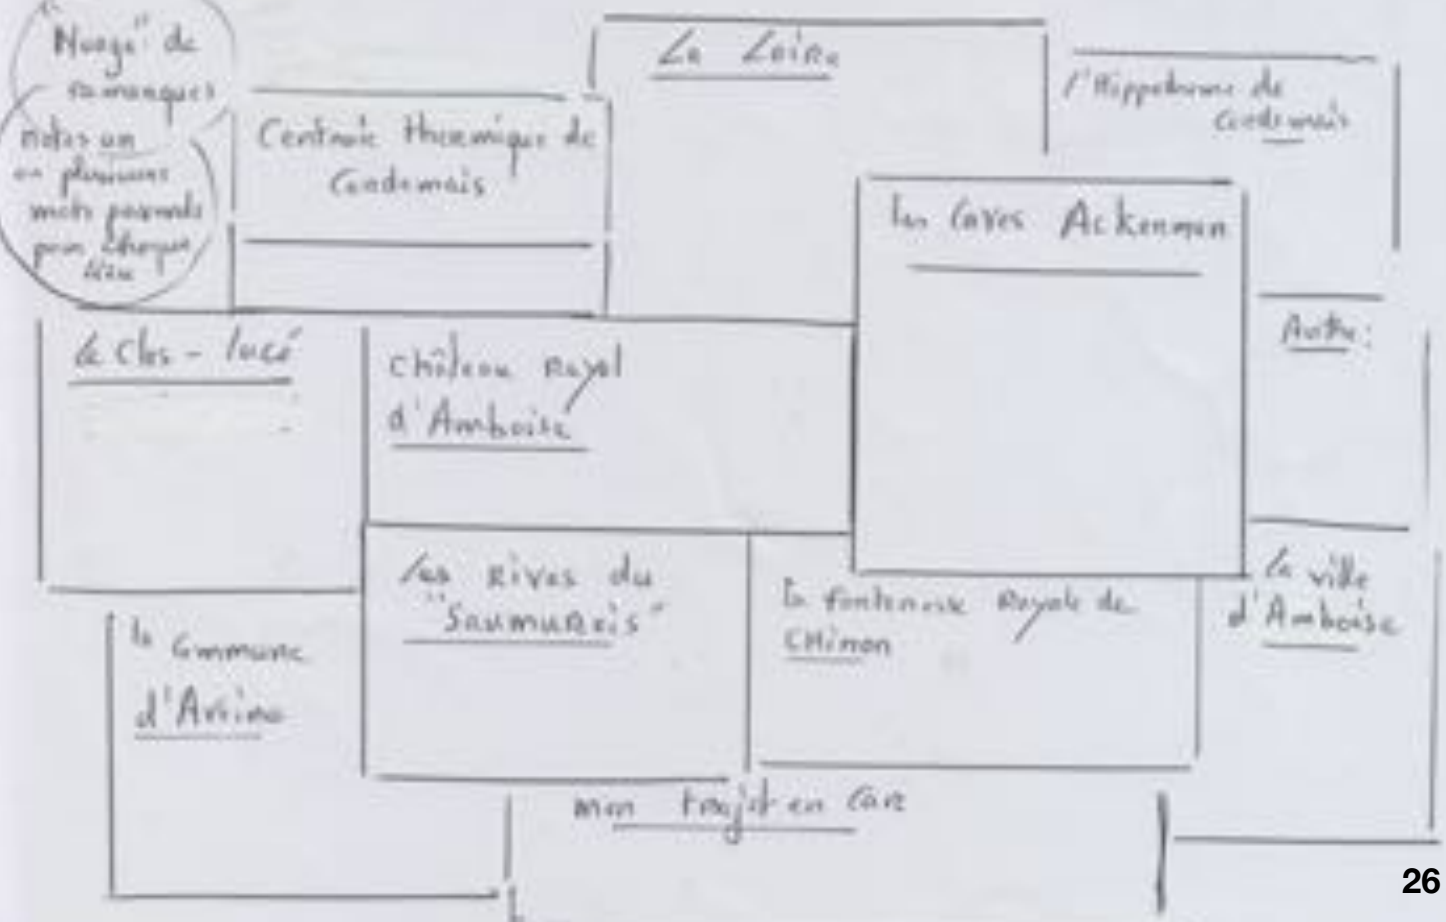 "Nuage" de
remarques
notes un
ou plusieurs
mots
pour chaque
lieu
Centrale thermique de
Cordemais
La Loire
l'Hippodrome de
Cordemais
Les Caves Ackerman
Autre :
le Clos-lucé
Château Royal
d'Amboise
les Rives du
"Saumurois"
la forteresse Royale de
CHinon
la ville
d'Amboise
la Commune
mon trajet en Car
26